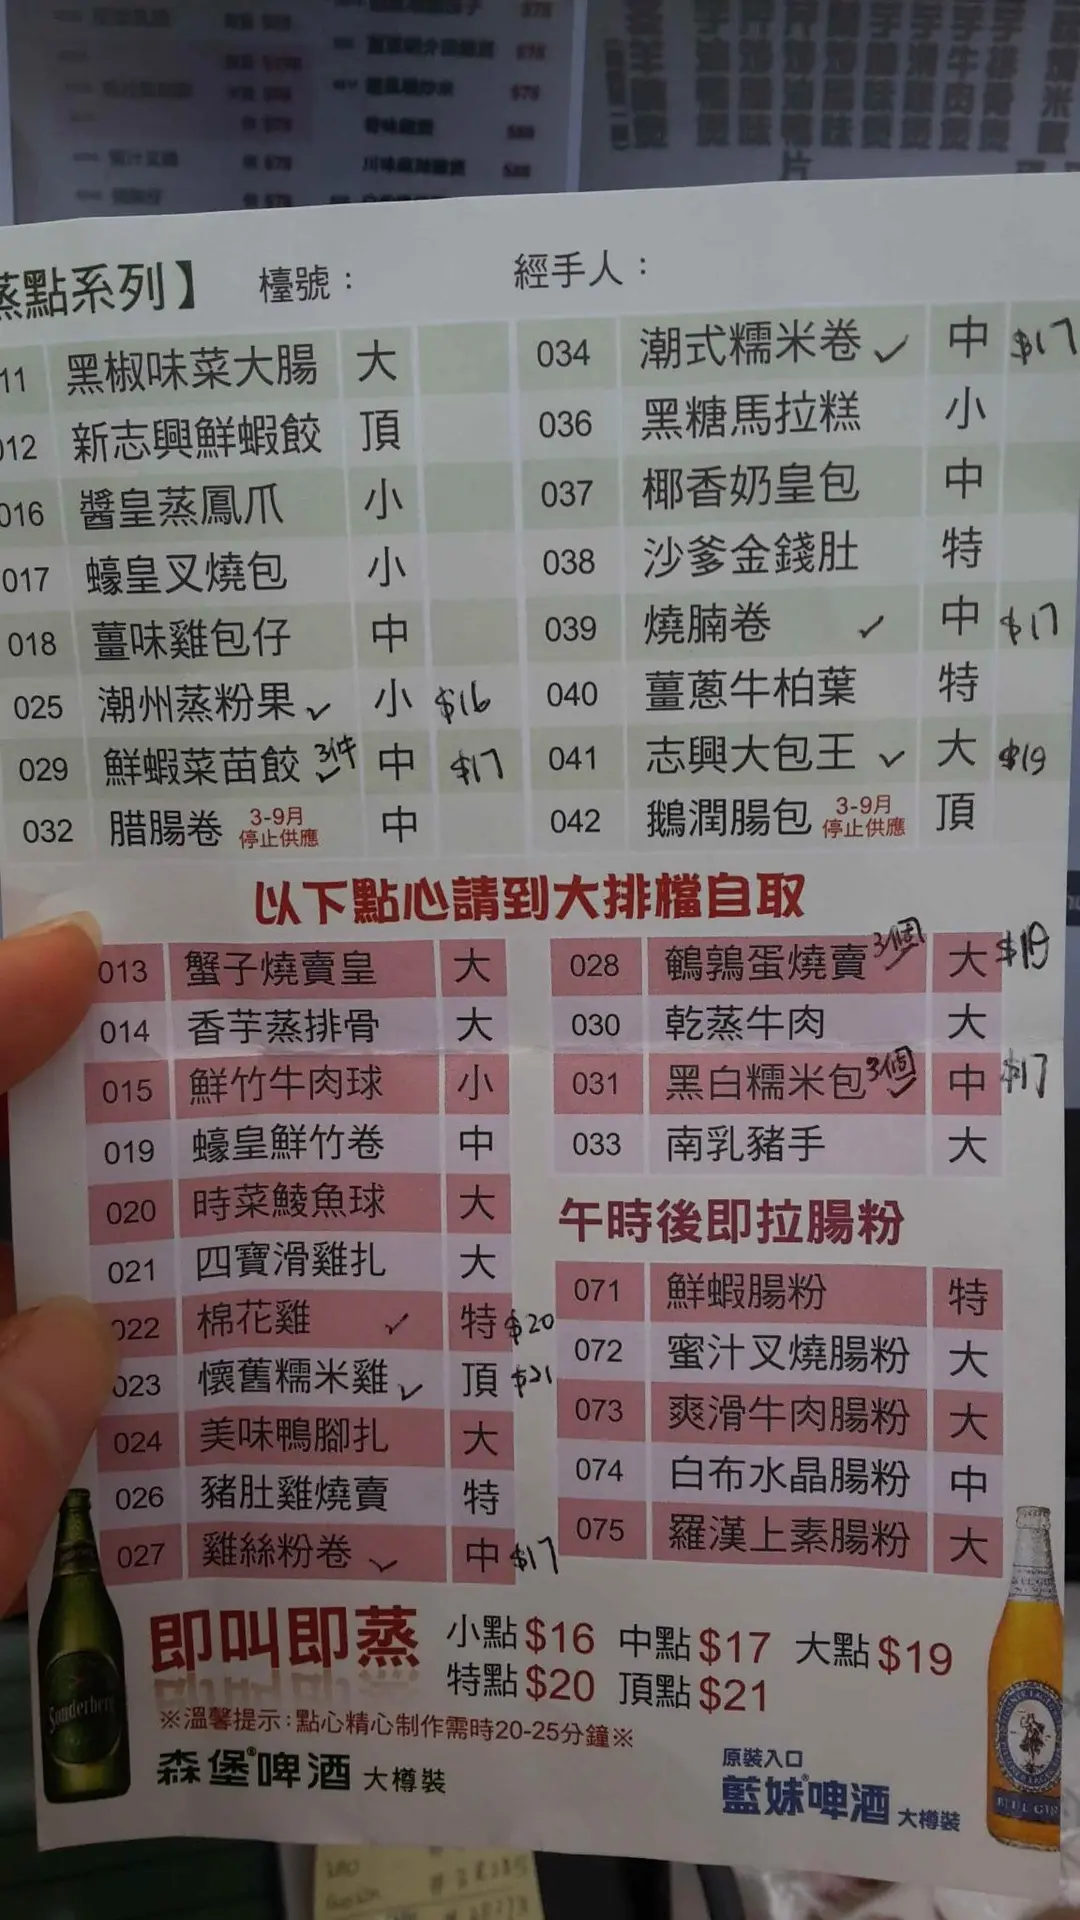 蒸點系列】 檯號： 經手人：
11 黑椒味菜大腸 大
012 新志興鮮蝦餃 頂
016 醬皇蒸鳳爪 小
017 蠔皇叉燒包 小
018 薑味雞包仔 中
025 潮州蒸粉果 ✓ 小 $16
029 鮮蝦菜苗餃 3件 ✓ 中 $17
032 腊腸卷 3-9月 停止供應 中
034 潮式糯米卷 ✓ 中 $17
036 黑糖馬拉糕 小
037 椰香奶皇包 中
038 沙爹金錢肚 特
039 燒腩卷 ✓ 中 $17
040 薑蔥牛柏葉 特
041 志興大包王 ✓ 大 $19
042 鵝潤腸包 3-9月 停止供應 頂
以下點心請到大排檔自取
013 蟹子燒賣皇 大
014 香芋蒸排骨 大
015 鮮竹牛肉球 小
019 蠔皇鮮竹卷 中
020 時菜鯪魚球 大
021 四寶滑雞扎 大
022 棉花雞 ✓ 特 $20
023 懷舊糯米雞 ✓ 頂 $21
024 美味鴨腳扎 大
026 豬肚雞燒賣 特
027 雞絲粉卷 ✓ 中 $17
028 鵪鶉蛋燒賣 3個 ✓ 大 $19
030 乾蒸牛肉 大
031 黑白糯米包 3個 ✓ 中 $17
033 南乳豬手 大
午時後即拉腸粉
071 鮮蝦腸粉 特
072 蜜汁叉燒腸粉 大
073 爽滑牛肉腸粉 大
074 白布水晶腸粉 中
075 羅漢上素腸粉 大
即叫即蒸
小點$16 中點$17 大點$19
特點$20 頂點$21
※溫馨提示：點心精心制作需時20-25分鐘※
森堡®啤酒 大樽裝
原裝入口
藍妹®啤酒 大樽裝
Sonderberg
BLUE GIRL